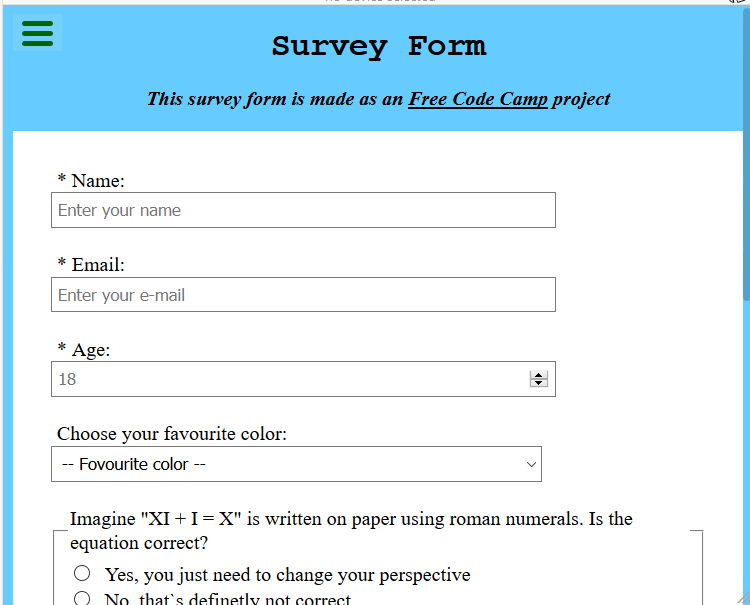 Survey Form
This survey form is made as an Free Code Camp project
* Name:
Enter your name
* Email:
Enter your e-mail
* Age:
18
Choose your favourite color:
-- Fovourite color --
Imagine "XI + I = X" is written on paper using roman numerals. Is the
equation correct?
Yes, you just need to change your perspective
No, that`s definetly not correct